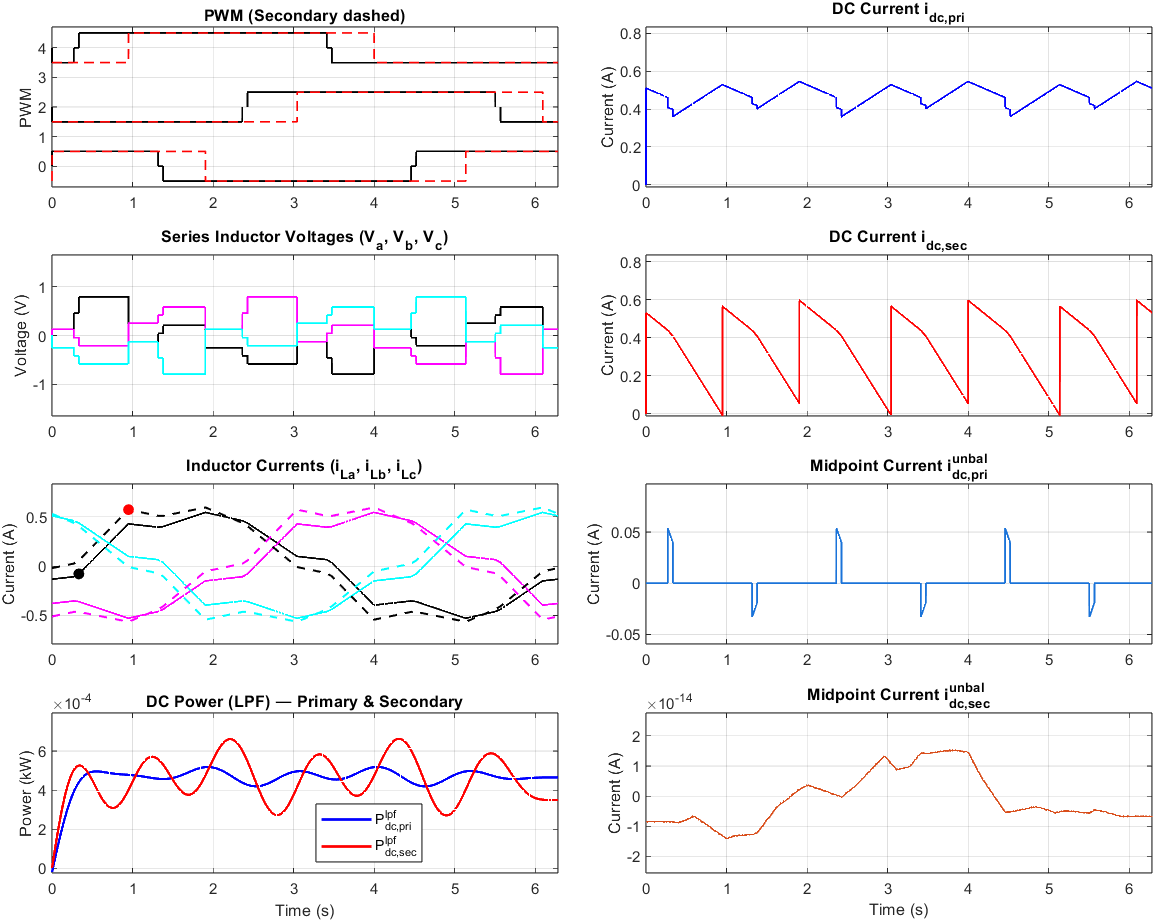 PWM (Secondary dashed)
PWM
4
3
2
1
0
0 1 2 3 4 5 6
DC Current i_dc,pri
Current (A)
0.8
0.6
0.4
0.2
0
0 1 2 3 4 5 6
Series Inductor Voltages (V_a, V_b, V_c)
Voltage (V)
1
0
-1
0 1 2 3 4 5 6
DC Current i_dc,sec
Current (A)
0.8
0.6
0.4
0.2
0
0 1 2 3 4 5 6
Inductor Currents (i_La, i_Lb, i_Lc)
Current (A)
0.5
0
-0.5
0 1 2 3 4 5 6
Midpoint Current i^unbal_dc,pri
Current (A)
0.05
0
-0.05
0 1 2 3 4 5 6
DC Power (LPF) — Primary & Secondary
×10^-4
Power (kW)
6
4
2
0
P^lpf_dc,pri
P^lpf_dc,sec
0 1 2 3 4 5 6
Time (s)
Midpoint Current i^unbal_dc,sec
×10^-14
Current (A)
2
1
0
-1
-2
0 1 2 3 4 5 6
Time (s)